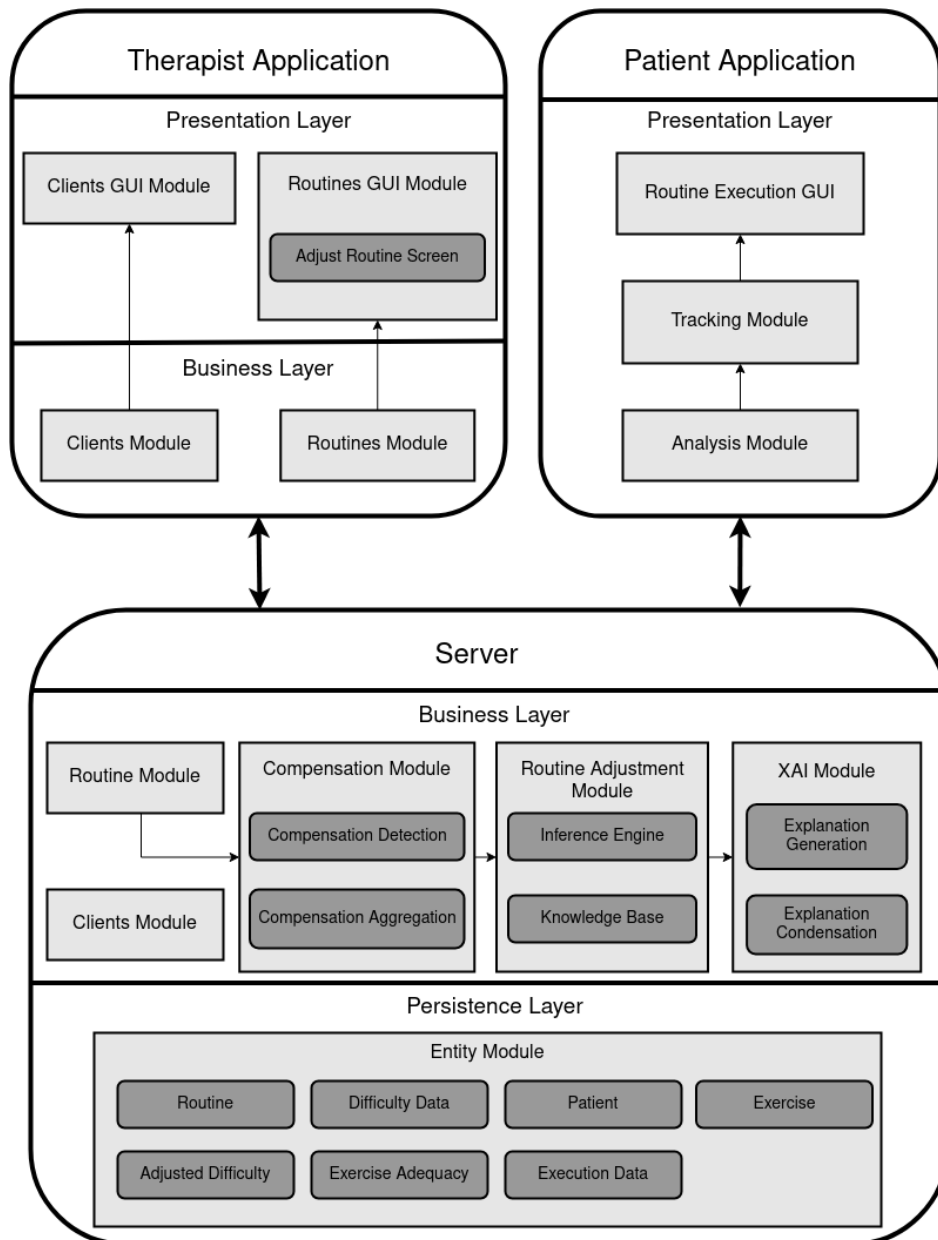 Therapist Application
Presentation Layer
Clients GUI Module
Routines GUI Module
Adjust Routine Screen
Business Layer
Clients Module
Routines Module
Patient Application
Presentation Layer
Routine Execution GUI
Tracking Module
Analysis Module
Server
Business Layer
Routine Module
Clients Module
Compensation Module
Compensation Detection
Compensation Aggregation
Routine Adjustment
Module
Inference Engine
Knowledge Base
XAI Module
Explanation
Generation
Explanation
Condensation
Persistence Layer
Entity Module
Routine
Difficulty Data
Patient
Exercise
Adjusted Difficulty
Exercise Adequacy
Execution Data